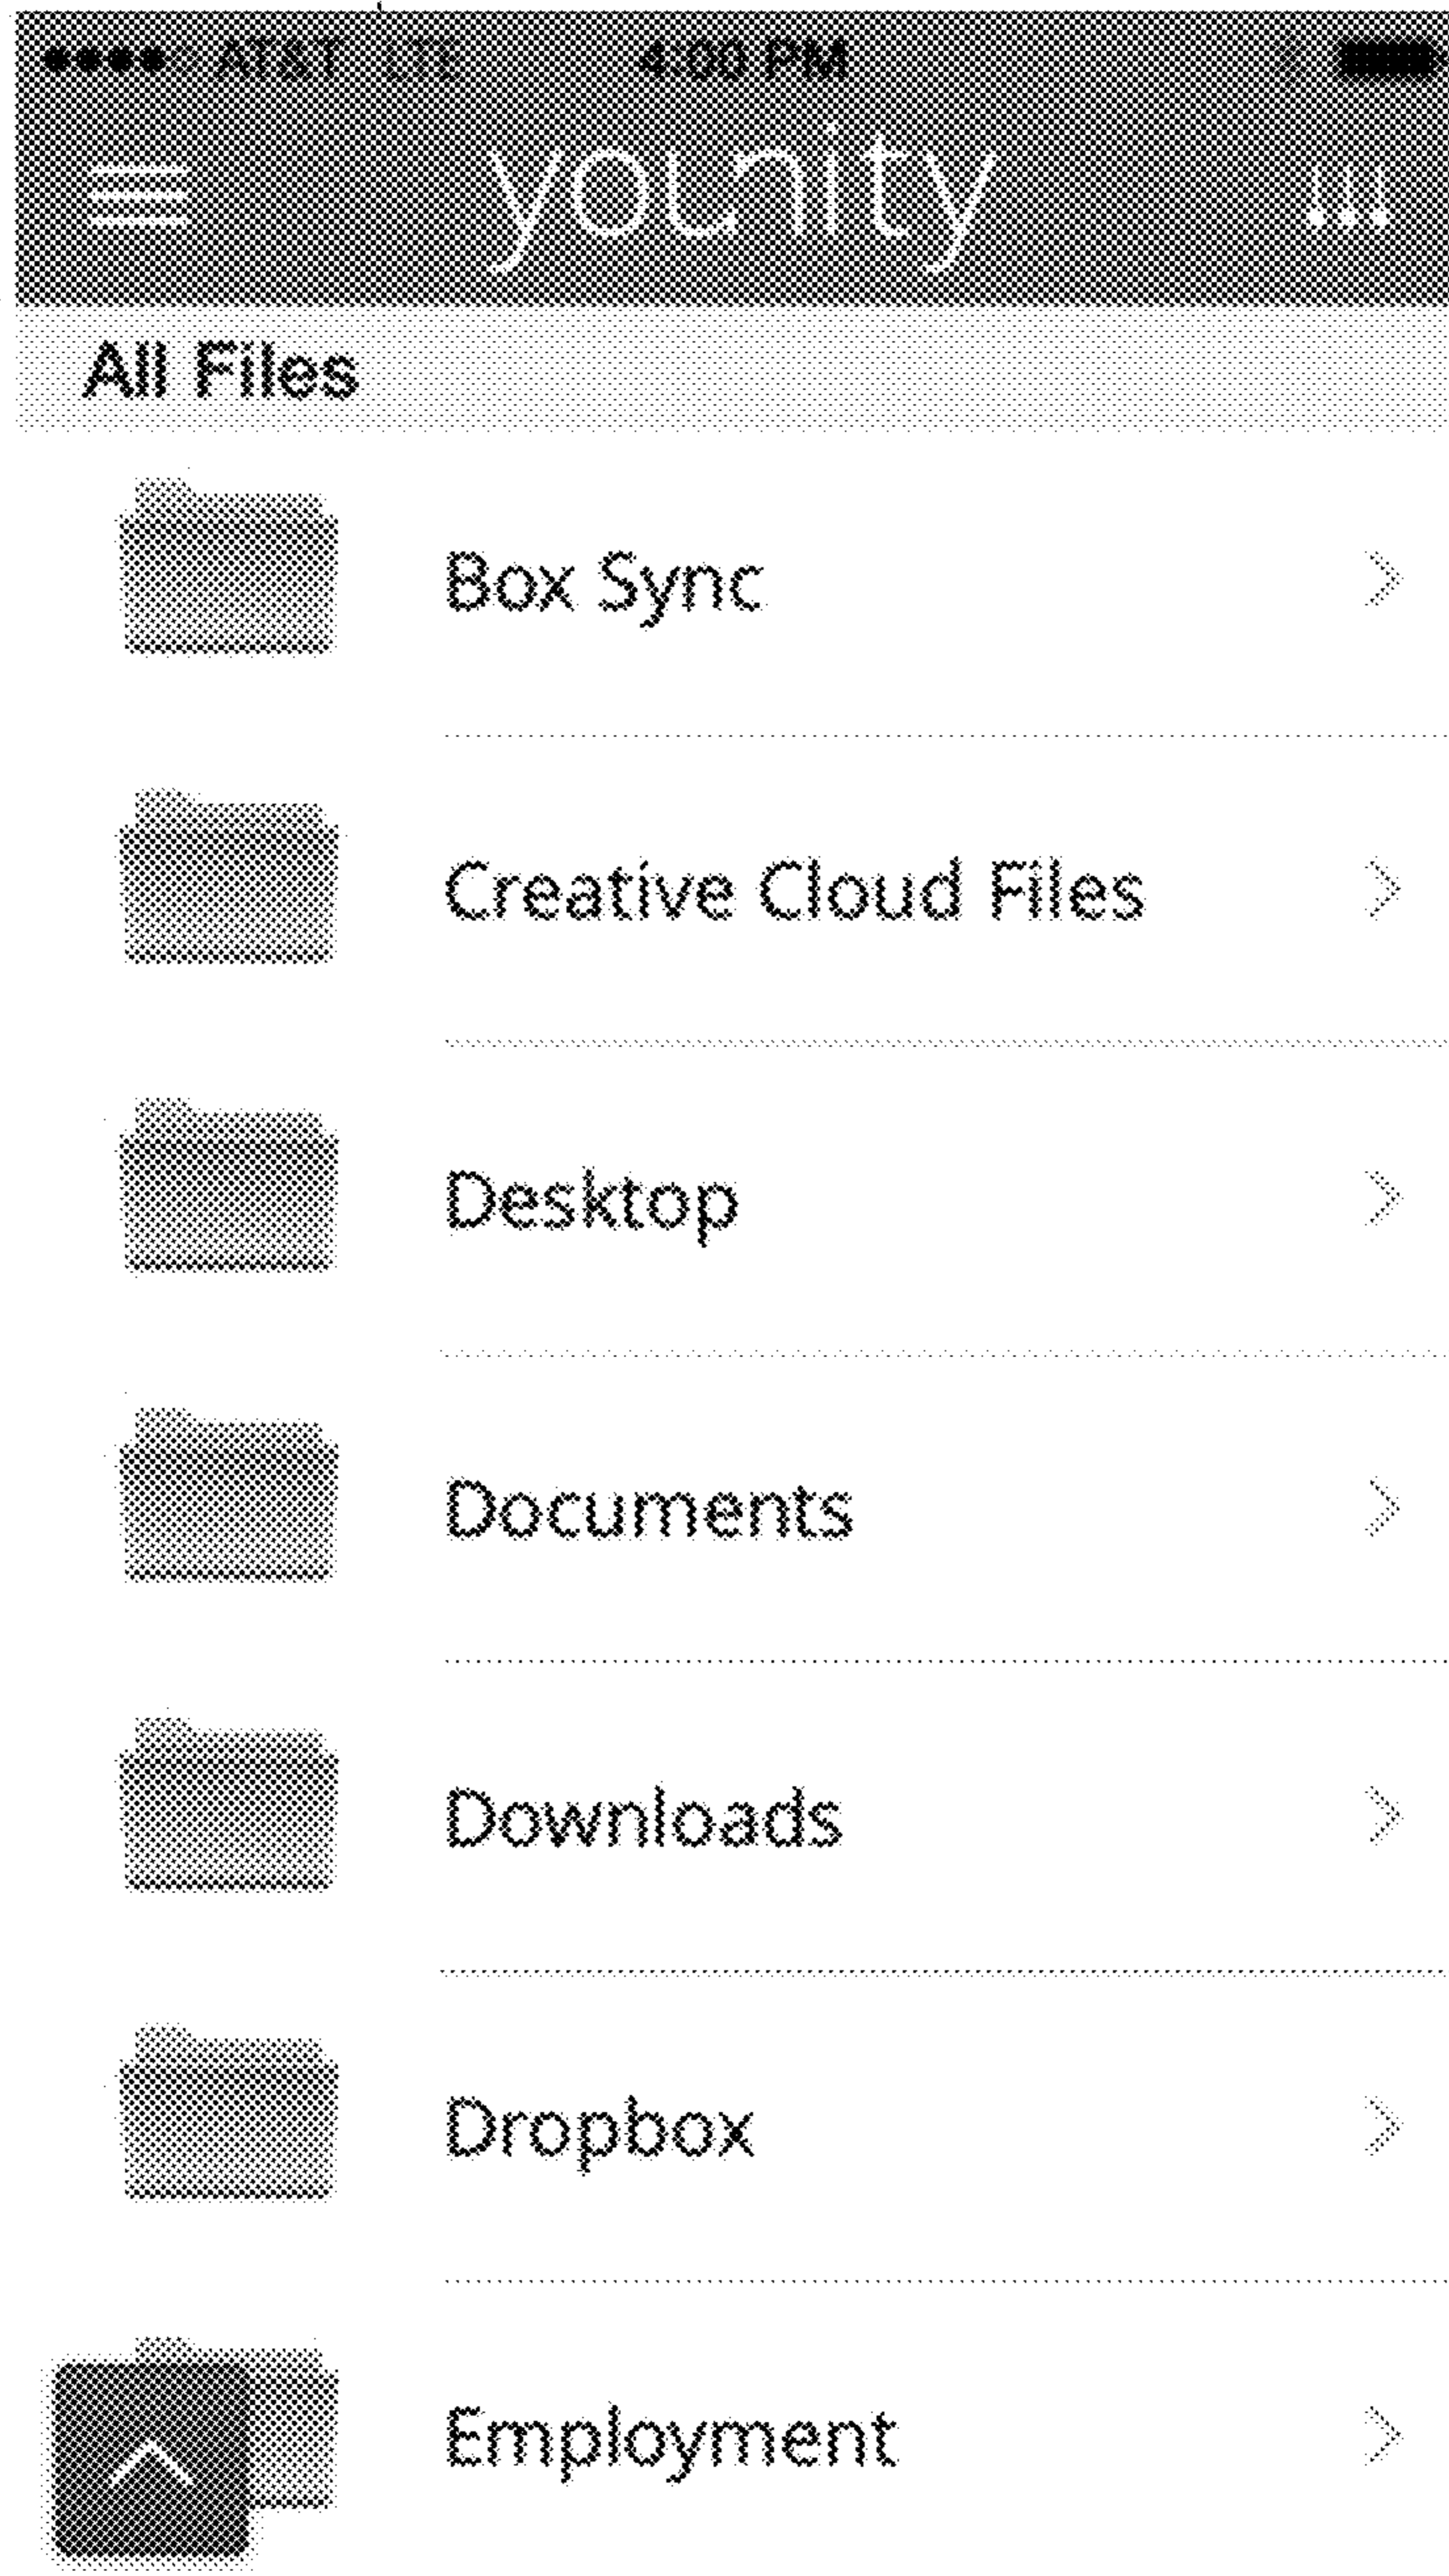 AT&T LTE 4:00 PM
younity
All Files
Box Sync
Creative Cloud Files
Desktop
Documents
Downloads
Dropbox
Employment